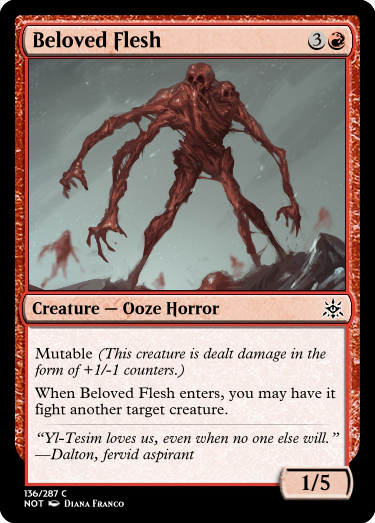 Beloved Flesh 3
Creature — Ooze Horror
Mutable (This creature is dealt damage in the
form of +1/-1 counters.)
When Beloved Flesh enters, you may have it
fight another target creature.
“Yl-Tesim loves us, even when no one else will.”
—Dalton, fervid aspirant
1/5
136/287 C
NOT Diana Franco